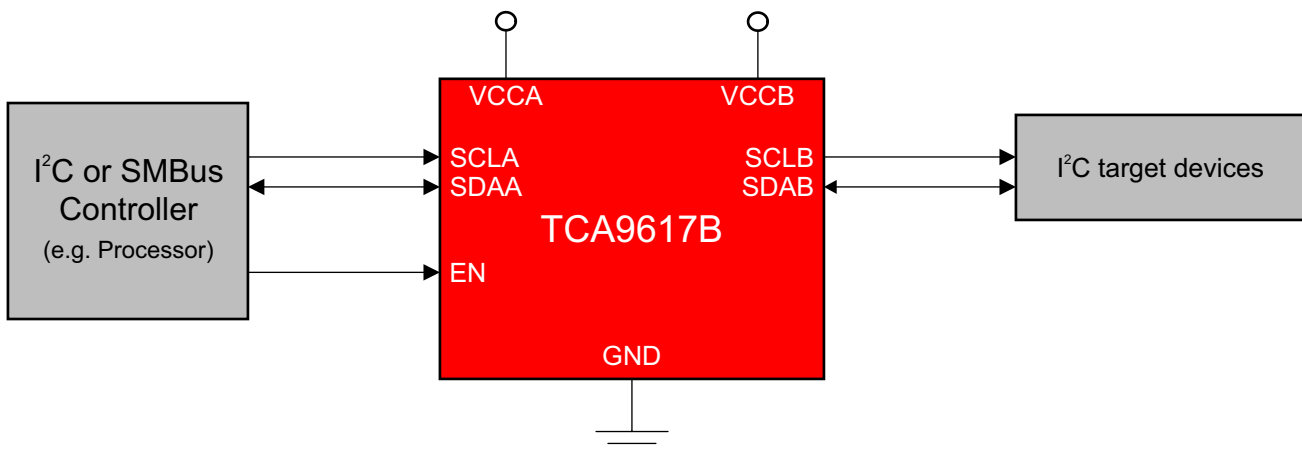 VCCA
VCCB
I²C or SMBus
Controller
(e.g. Processor)
SCLA
SDAA
EN
SCLB
SDAB
TCA9617B
GND
I²C target devices